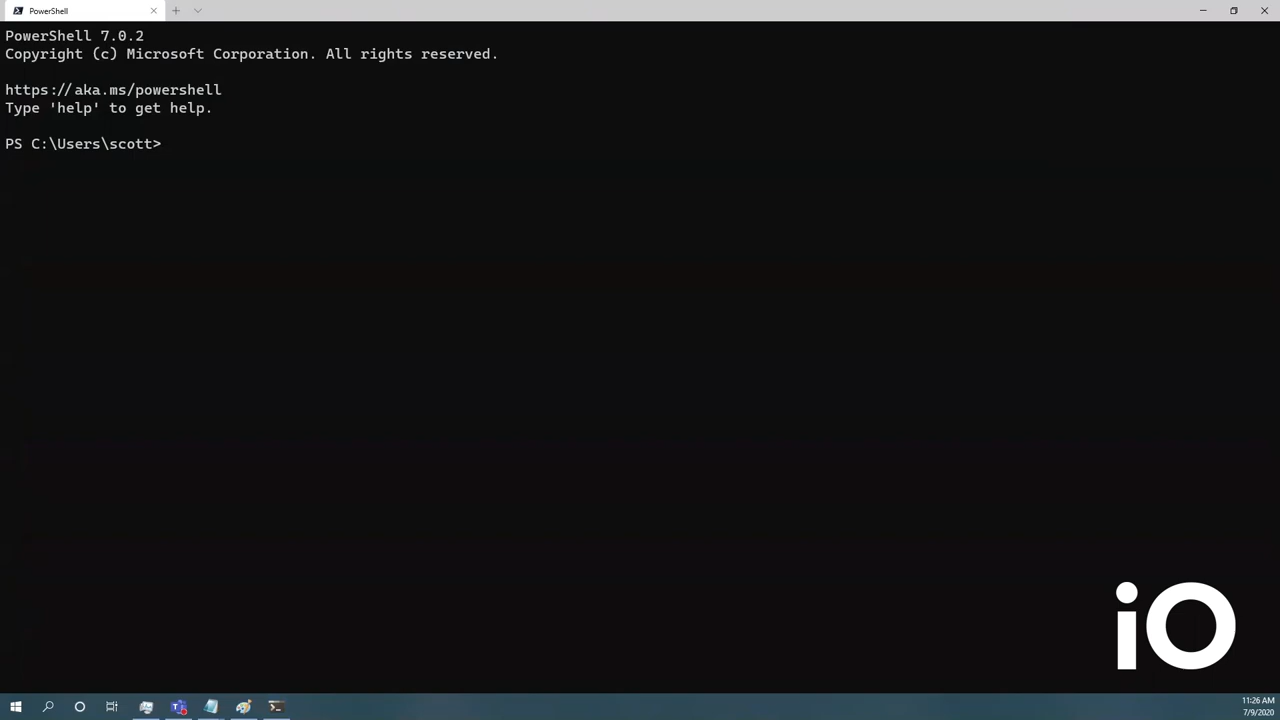 PowerShell
PowerShell 7.0.2
Copyright (c) Microsoft Corporation. All rights reserved.
https://aka.ms/powershell
Type 'help' to get help.
PS C:\Users\scott>
iO
11:26 AM
7/9/2020